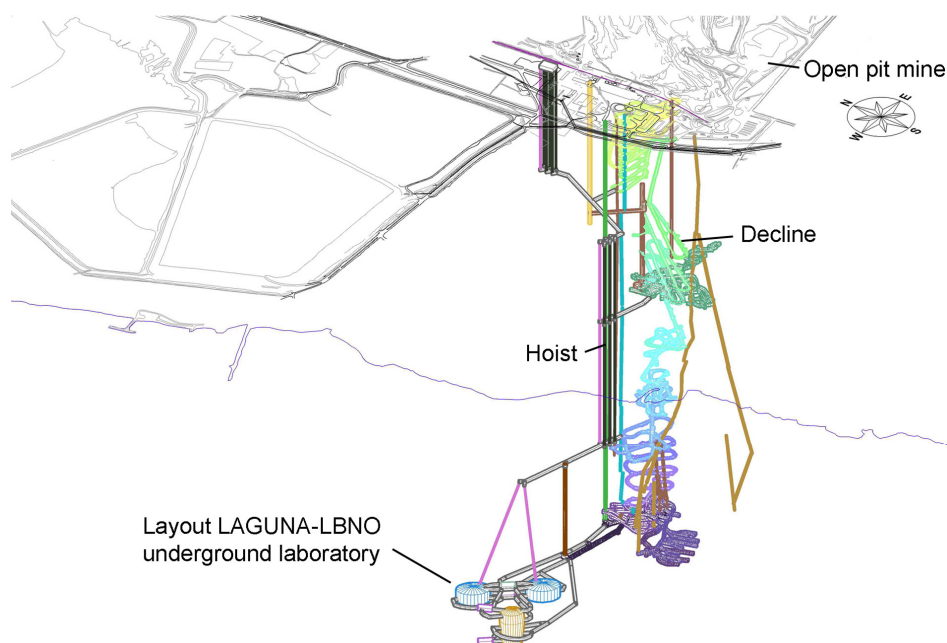 Open pit mine
N
E
W
S
Decline
Hoist
Layout LAGUNA-LBNO
underground laboratory